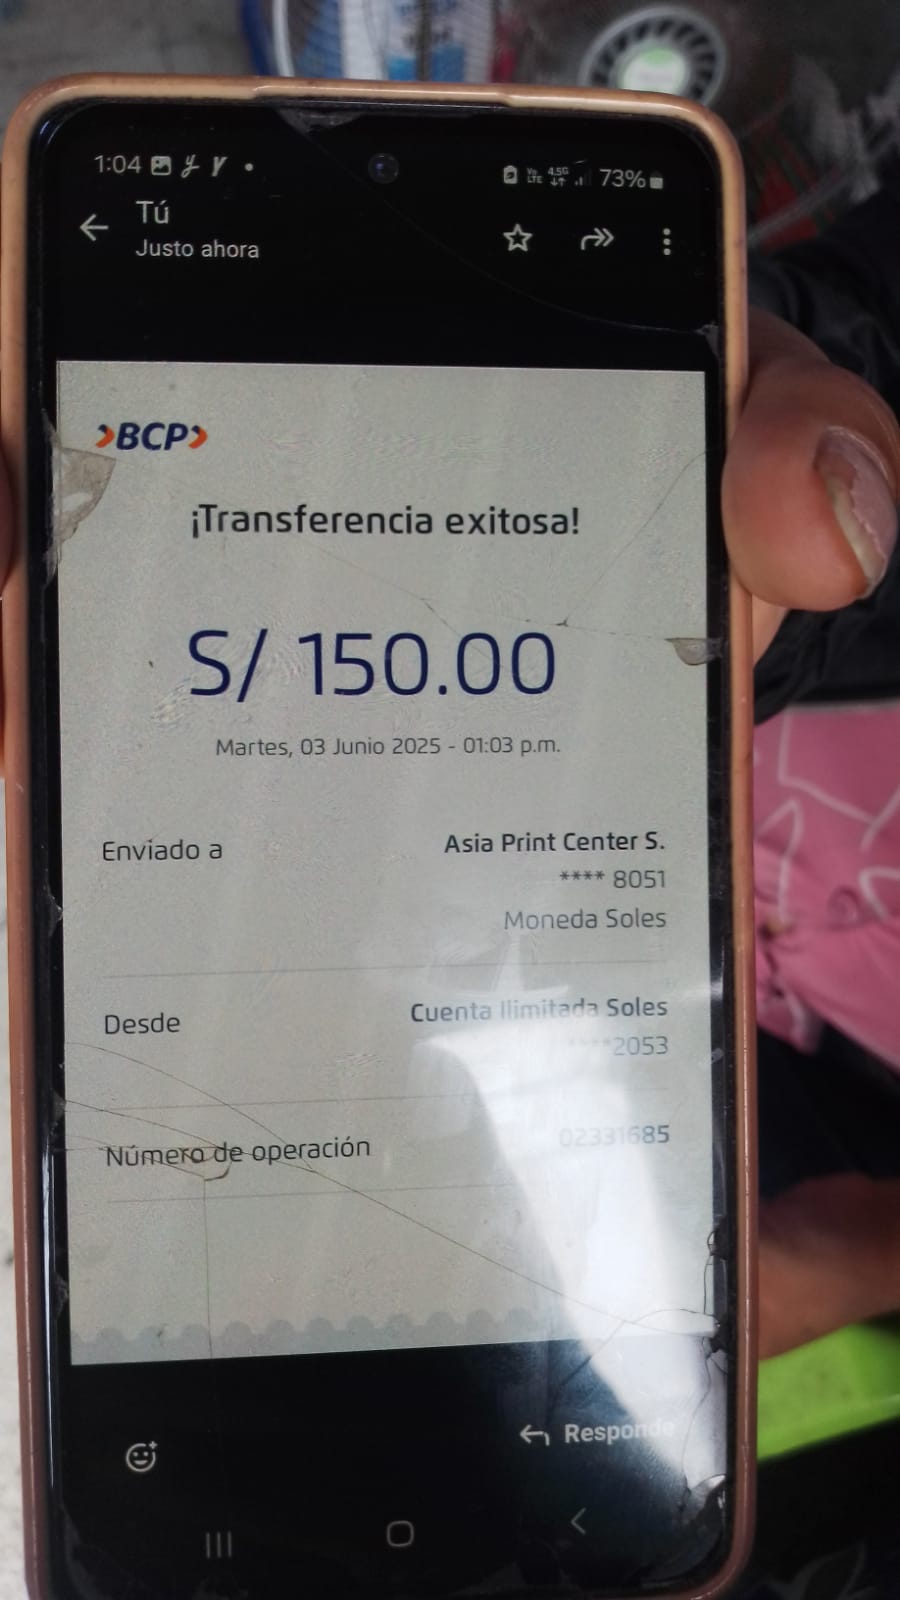 1:04 73%
Tú
Justo ahora
BCP
¡Transferencia exitosa!
S/ 150.00
Martes, 03 Junio 2025 - 01:03 p.m.
Enviado a
Asia Print Center S.
**** 8051
Moneda Soles
Desde
Cuenta Ilimitada Soles
****2053
Número de operación
02331685
Responde